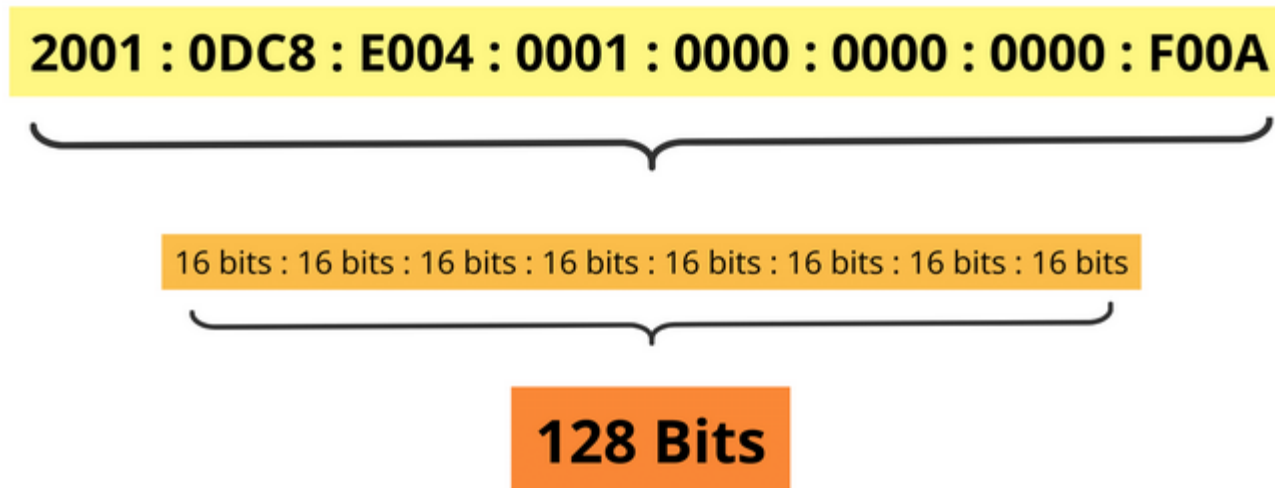 2001 : 0DC8 : E004 : 0001 : 0000 : 0000 : 0000 : F00A
16 bits : 16 bits : 16 bits : 16 bits : 16 bits : 16 bits : 16 bits : 16 bits
128 Bits